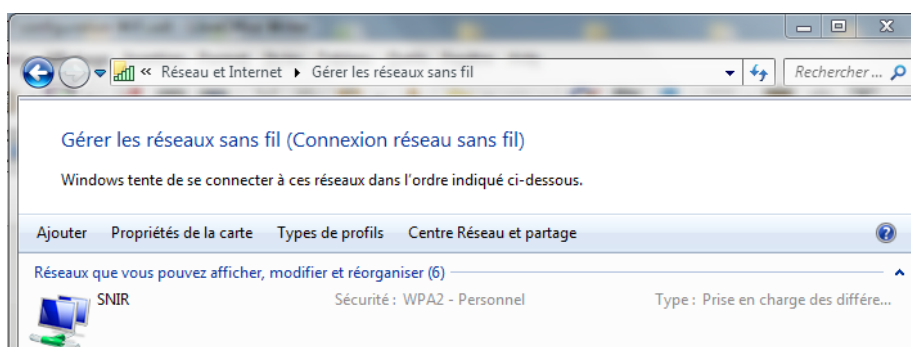 « Réseau et Internet ▸ Gérer les réseaux sans fil
Rechercher ...
Gérer les réseaux sans fil (Connexion réseau sans fil)
Windows tente de se connecter à ces réseaux dans l'ordre indiqué ci-dessous.
Ajouter Propriétés de la carte Types de profils Centre Réseau et partage
Réseaux que vous pouvez afficher, modifier et réorganiser (6)
SNIR Sécurité : WPA2 - Personnel Type : Prise en charge des différe...